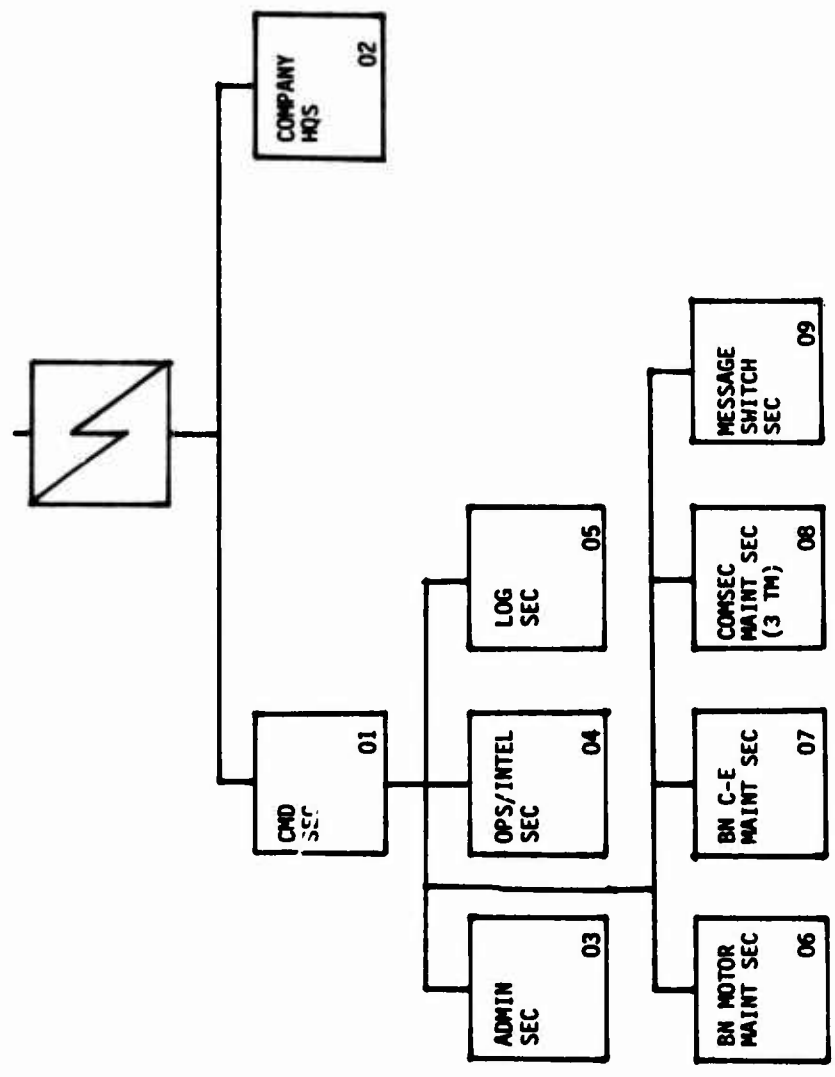 CMD
SEC
01
COMPANY
HQS
02
ADMIN
SEC
03
OPS/INTEL
SEC
04
LOG
SEC
05
BN MOTOR
MAINT SEC
06
BN C-E
MAINT SEC
07
COMSEC
MAINT SEC
(3 TM)
08
MESSAGE
SWITCH
SEC
09